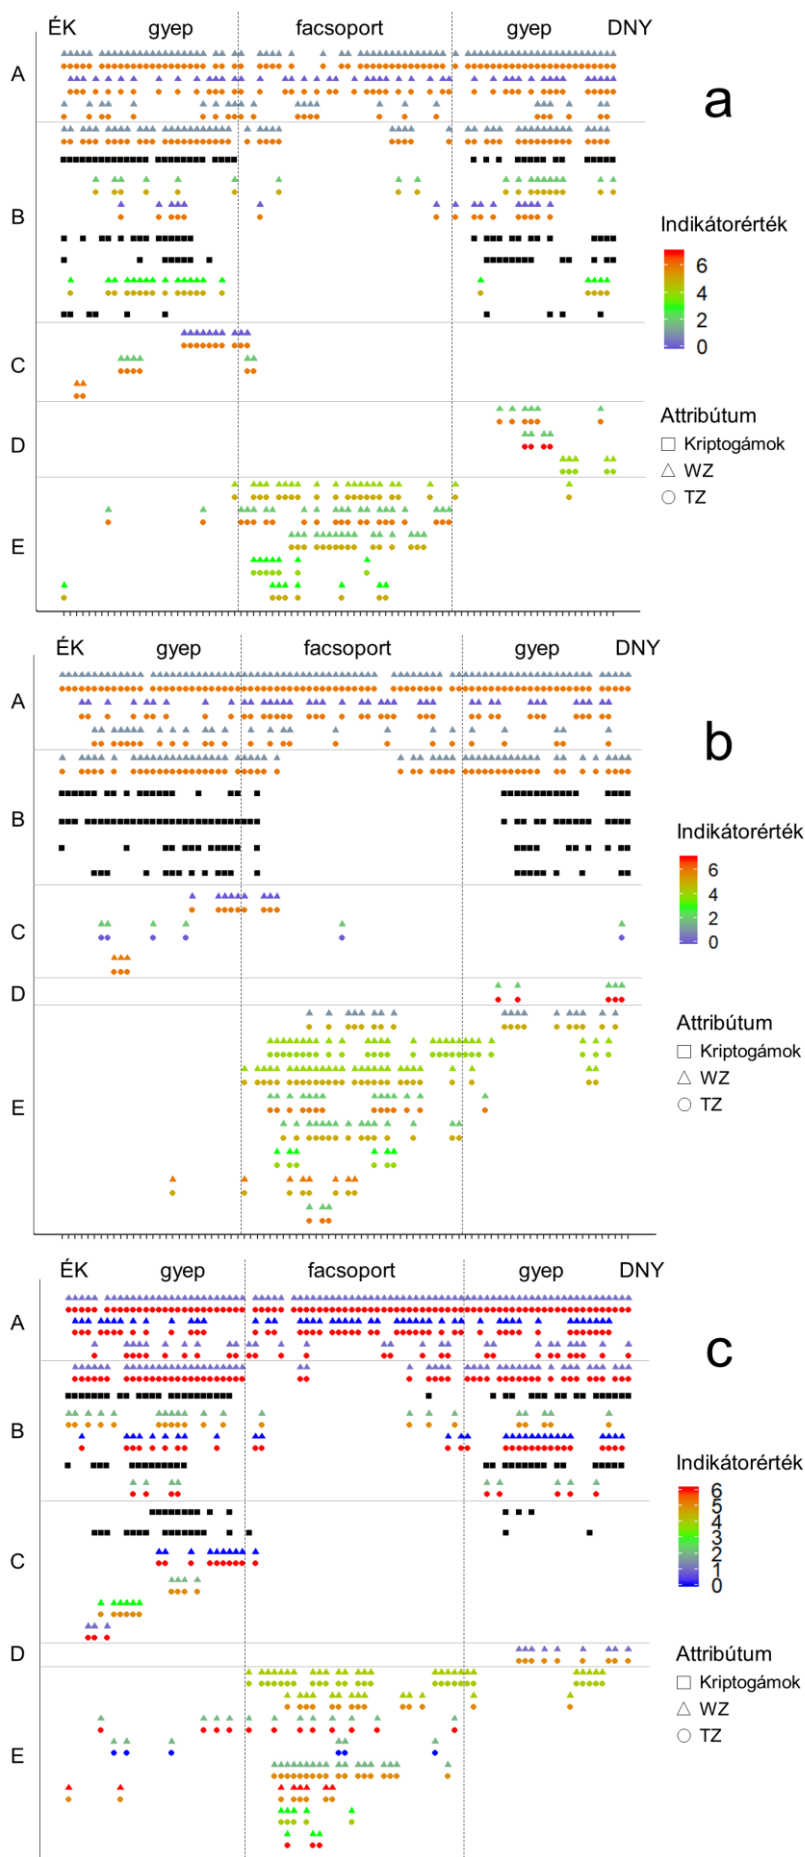 ÉK gyep facsoport gyep DNY
A
a
B
Indikátorérték
6
4
2
0
C
Attribútum
D
Kriptogámok
WZ
TZ
E
ÉK gyep facsoport gyep DNY
A
b
B
Indikátorérték
6
4
2
0
C
D
Attribútum
Kriptogámok
WZ
TZ
E
ÉK gyep facsoport gyep DNY
A
c
B
Indikátorérték
6
5
4
3
2
1
0
C
D
Attribútum
Kriptogámok
WZ
TZ
E